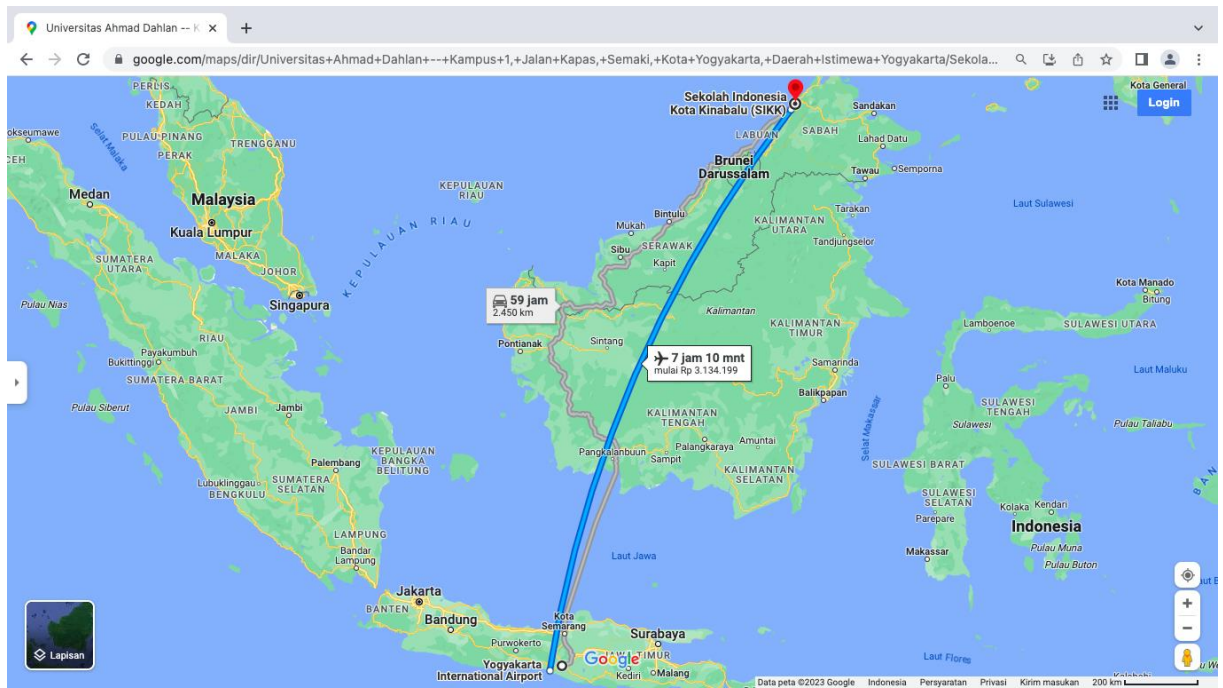 Universitas Ahmad Dahlan -- K
google.com/maps/dir/Universitas+Ahmad+Dahlan+--+Kampus+1,+Jalan+Kapas,+Semaki,+Kota+Yogyakarta,+Daerah+Istimewa+Yogyakarta/Sekola...
PERLIS
KEDAH
Kota General
Login
Sekolah Indonesia
Kota Kinabalu (SIKK)
Sandakan
LABUAN
SABAH
Lahad Datu
okseumawe
Selat Malaka
PULAU PINANG
TRENGGANU
PERAK
CEH
Brunei
Darussalam
Tawau
Semporna
Medan
Malaysia
Kuala Lumpur
KEPULAUAN
RIAU
KEPULAUAN RIAU
Bintulu
Mukah
Tarakan
KALIMANTAN
UTARA
Laut Sulawesi
Sibu
SERAWAK
Kapit
Tandjungselor
SUMATERA
UTARA
MALAKA
JOHOR
Singapura
Pulau Nias
59 jam
2.450 km
Kalimantan
Kota Manado
Bitung
KALIMANTAN
TIMUR
Lamboenoe
SULAWESI UTARA
RIAU
Pontianak
Sintang
7 jam 10 mnt
mulai Rp 3.134.199
Payakumbuh
Bukittinggi
Samarinda
Laut Maluku
SUMATERA BARAT
Palu
Balikpapan
Pulau Siberut
JAMBI
Jambi
KALIMANTAN
TENGAH
Selat Makassar
SULAWESI
TENGAH
Sulawesi
Pulau Taliabu
Pangkalanbuun
Palangkaraya
Amuntai
Sampit
KEPULAUAN
BANGKA
BELITUNG
Palembang
KALIMANTAN
SELATAN
SULAWESI BARAT
Lubuklinggau
BENGKULU
SUMATERA
SELATAN
SULAWESI
SELATAN
BAN
Kolaka
Kendari
Parepare
Indonesia
LAMPUNG
Bandar
Lampung
Laut Jawa
Makassar
Pulau Muna
Pulau Buton
Jakarta
BANTEN
Bandung
Kota
Semarang
Surabaya
Lapisan
Purwokerto
Google
JAWA TIMUR
Laut Flores
Yogyakarta
International Airport
Kediri
Malang
Data peta ©2023 Google
Indonesia
Persyaratan
Privasi
Kirim masukan
200 km